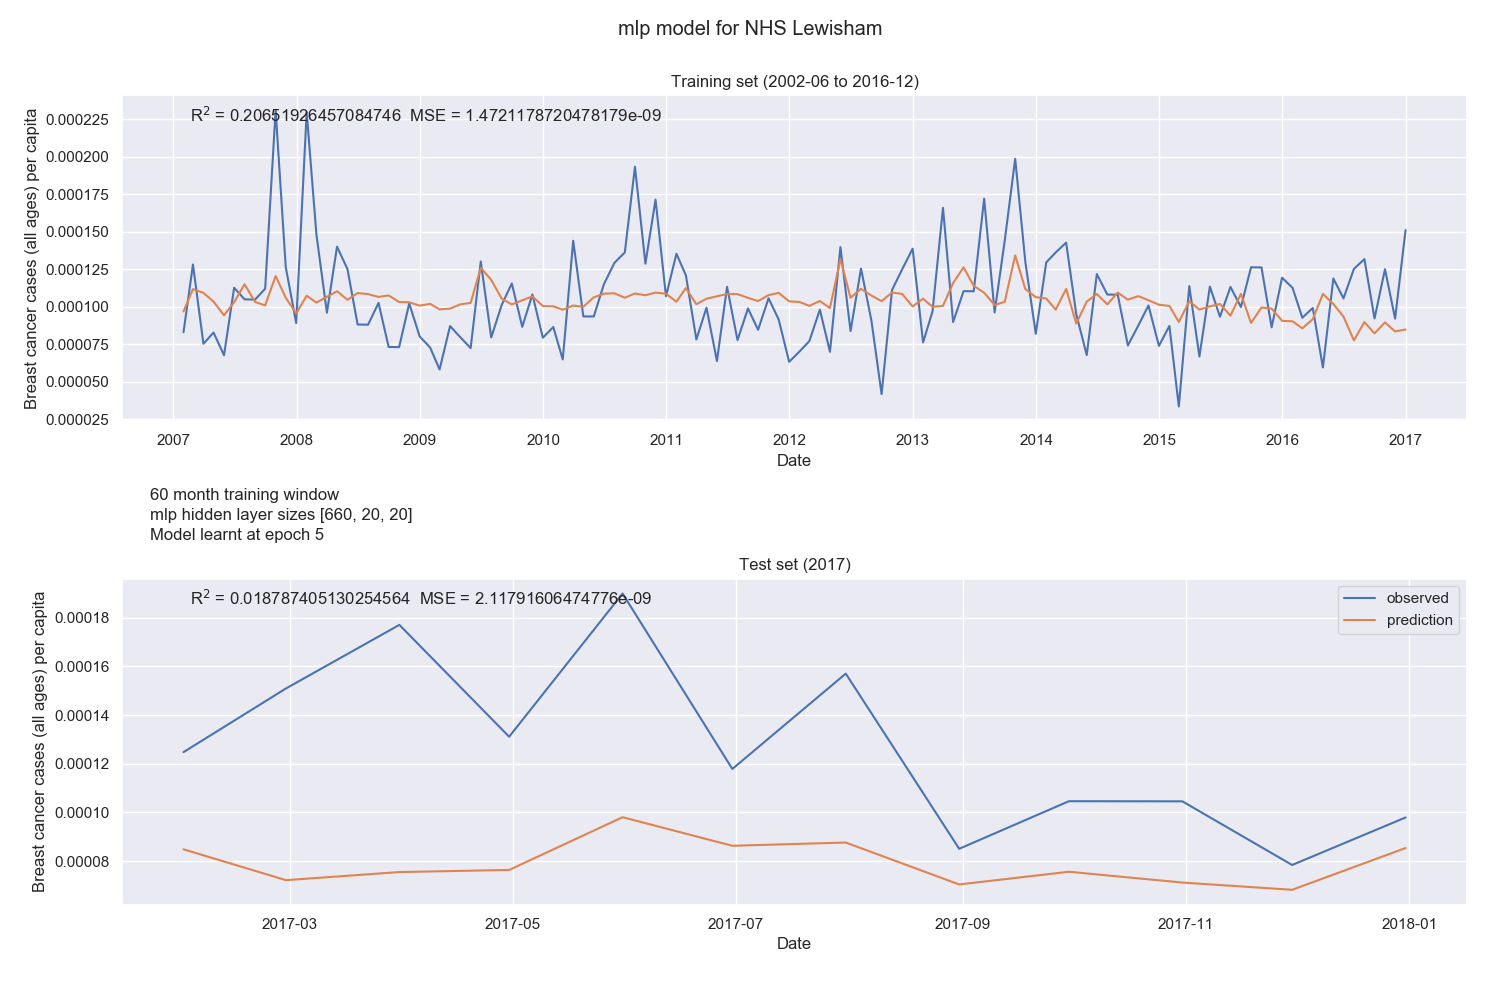 mlp model for NHS Lewisham
Training set (2002-06 to 2016-12)
R2 = 0.20651926457084746 MSE = 1.4721178720478179e-09
Breast cancer cases (all ages) per capita
0.000225
0.000200
0.000175
0.000150
0.000125
0.000100
0.000075
0.000050
0.000025
2007 2008 2009 2010 2011 2012 2013 2014 2015 2016 2017
Date
60 month training window
mlp hidden layer sizes [660, 20, 20]
Model learnt at epoch 5
Test set (2017)
R2 = 0.018787405130254564 MSE = 2.11791606474776e-09
observed
prediction
Breast cancer cases (all ages) per capita
0.00018
0.00016
0.00014
0.00012
0.00010
0.00008
2017-03 2017-05 2017-07 2017-09 2017-11 2018-01
Date